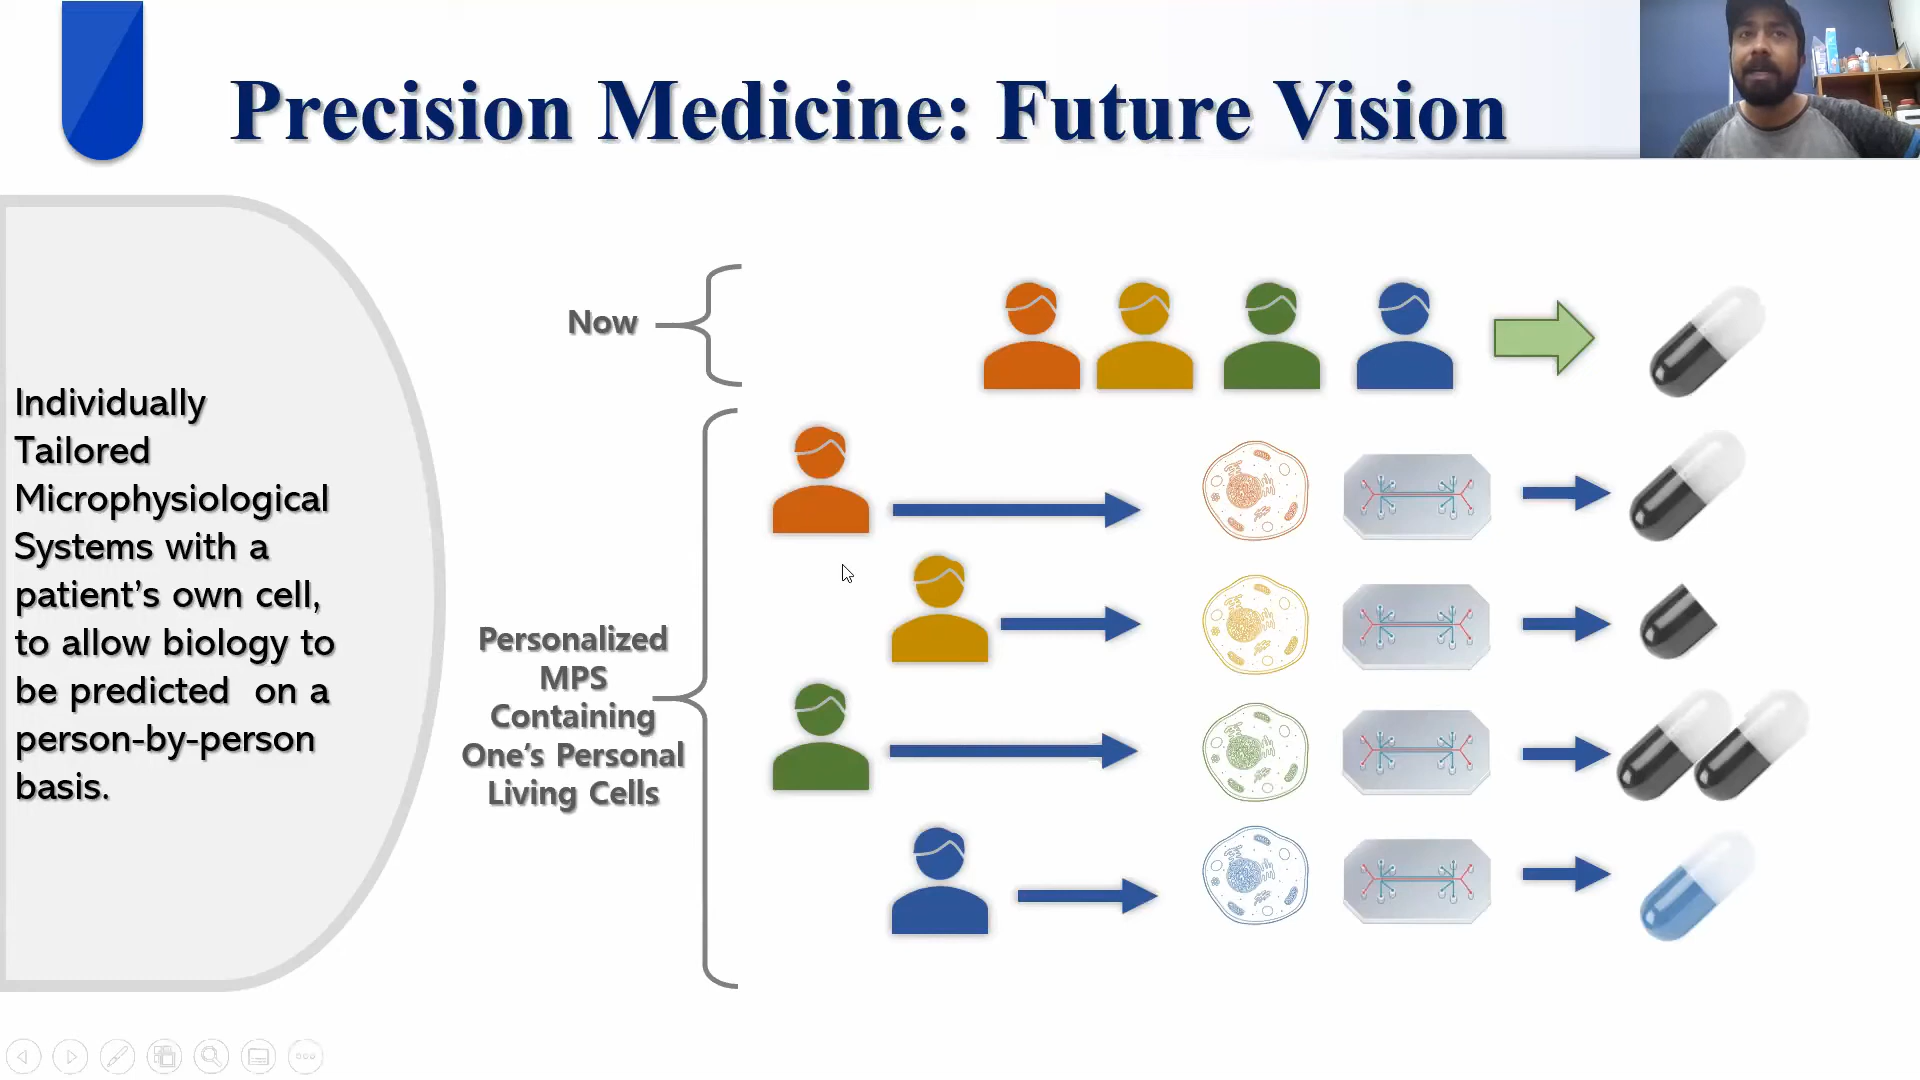 Precision Medicine: Future Vision
Individually
Tailored
Microphysiological
Systems with a
patient’s own cell,
to allow biology to
be predicted  on a
person-by-person
basis.
Now
Personalized
MPS
Containing
One’s Personal
Living Cells